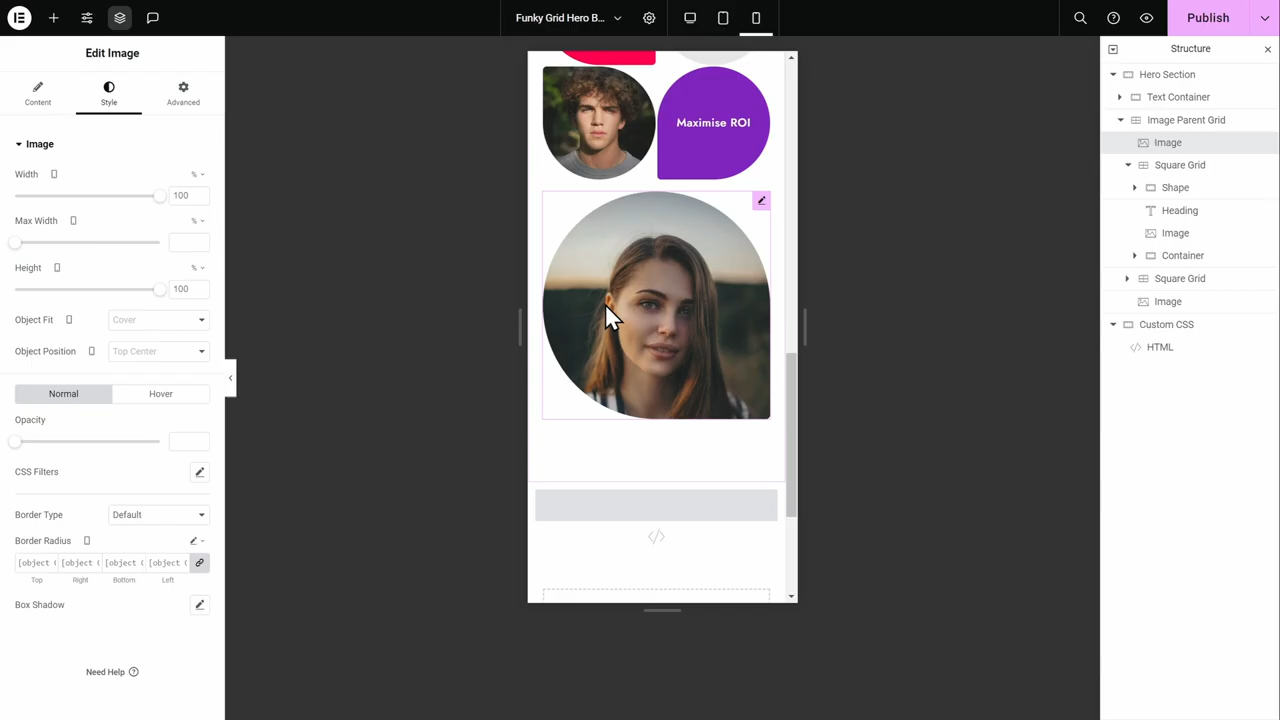 Funky Grid Hero B...
Publish
Edit Image
Structure
Content
Style
Advanced
Hero Section
Text Container
Image Parent Grid
Image
Square Grid
Shape
Heading
Image
Container
Square Grid
Image
Custom CSS
</> HTML
Image
Width
%
100
Max Width
%
Height
%
100
Object Fit
Cover
Object Position
Top Center
Normal
Hover
Opacity
CSS Filters
Border Type
Default
Border Radius
[object ( [object ( [object ( [object (
Top
Right
Bottom
Left
Box Shadow
Need Help
Maximise ROI
</>